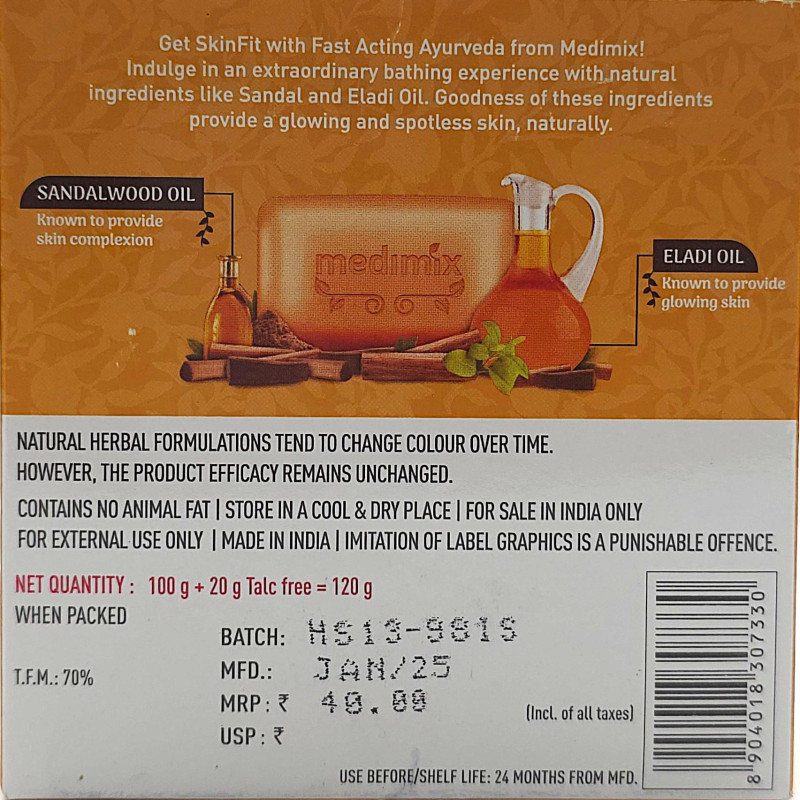 Get SkinFit with Fast Acting Ayurveda from Medimix!
Indulge in an extraordinary bathing experience with natural
ingredients like Sandal and Eladi Oil. Goodness of these ingredients
provide a glowing and spotless skin, naturally.
SANDALWOOD OIL
Known to provide
skin complexion
medimix
ELADI OIL
Known to provide
glowing skin
NATURAL HERBAL FORMULATIONS TEND TO CHANGE COLOUR OVER TIME.
HOWEVER, THE PRODUCT EFFICACY REMAINS UNCHANGED.
CONTAINS NO ANIMAL FAT | STORE IN A COOL & DRY PLACE | FOR SALE IN INDIA ONLY
FOR EXTERNAL USE ONLY | MADE IN INDIA | IMITATION OF LABEL GRAPHICS IS A PUNISHABLE OFFENCE.
NET QUANTITY : 100 g + 20 g Talc free = 120 g
WHEN PACKED
BATCH: HS13-981S
T.F.M.: 70%
MFD.: JAN/25
MRP : ₹ 40.00
(Incl. of all taxes)
USP : ₹
USE BEFORE/SHELF LIFE: 24 MONTHS FROM MFD.
8 904018 307330